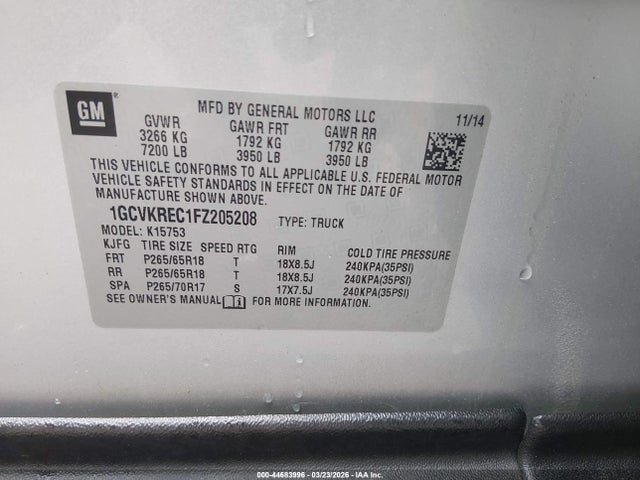 GM ®
MFD BY GENERAL MOTORS LLC 11/14
GVWR GAWR FRT GAWR RR
3266 KG 1792 KG 1792 KG
7200 LB 3950 LB 3950 LB
THIS VEHICLE CONFORMS TO ALL APPLICABLE U.S. FEDERAL MOTOR
VEHICLE SAFETY STANDARDS IN EFFECT ON THE DATE OF
MANUFACTURE SHOWN ABOVE.
1GCVKREC1FZ205208 TYPE: TRUCK
MODEL: K15753
KJFG TIRE SIZE SPEED RTG RIM COLD TIRE PRESSURE
FRT P265/65R18 T 18X8.5J 240KPA(35PSI)
RR P265/65R18 T 18X8.5J 240KPA(35PSI)
SPA P265/70R17 S 17X7.5J 240KPA(35PSI)
SEE OWNER'S MANUAL FOR MORE INFORMATION.
000-44683996 - 03/23/2026 - IAA Inc.